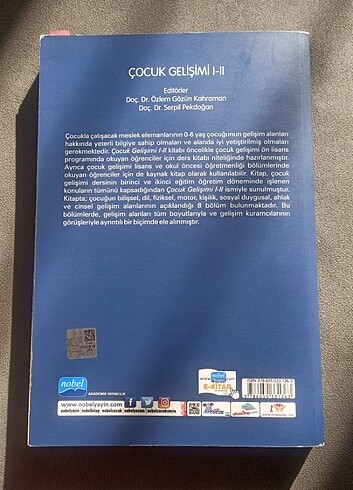 ÇOCUK GELİŞİMİ I-II
Editörler
Doç. Dr. Özlem Gözün Kahraman
Doç. Dr. Serpil Pekdoğan
Çocukla çalışacak meslek elemanlarının 0-6 yaş çocuğunun gelişim alanları
hakkında yeterli bilgiye sahip olmaları ve alanda iyi yetiştirilmiş olmaları
gerekmektedir. Çocuk Gelişimi I-II kitabı öncelikle çocuk gelişimi ön lisans
programında okuyan öğrenciler için ders kitabı niteliğinde hazırlanmıştır.
Ayrıca çocuk gelişimi lisans ve okul öncesi öğretmenliği bölümlerinde
okuyan öğrenciler için de kaynak kitap olarak kullanılabilir. Kitap, çocuk
gelişimi dersinin birinci ve ikinci eğitim öğretim döneminde işlenen
konuların tümünü kapsadığından Çocuk Gelişimi I-II ismiyle sunulmuştur.
Kitapta; çocuğun bilişsel, dil, fiziksel, motor, kişilik, sosyal duygusal, ahlak
ve cinsel gelişim alanlarının açıklandığı 8 bölüm bulunmaktadır. Bu
bölümlerde, gelişim alanları tüm boyutlarıyla ve gelişim kuramcılarının
görüşleriyle ayrıntılı bir biçimde ele alınmıştır.
nobel
AKADEMİK YAYINCILIK
www.nobelyayin.com
nobel
E-KİTAP
ISBN